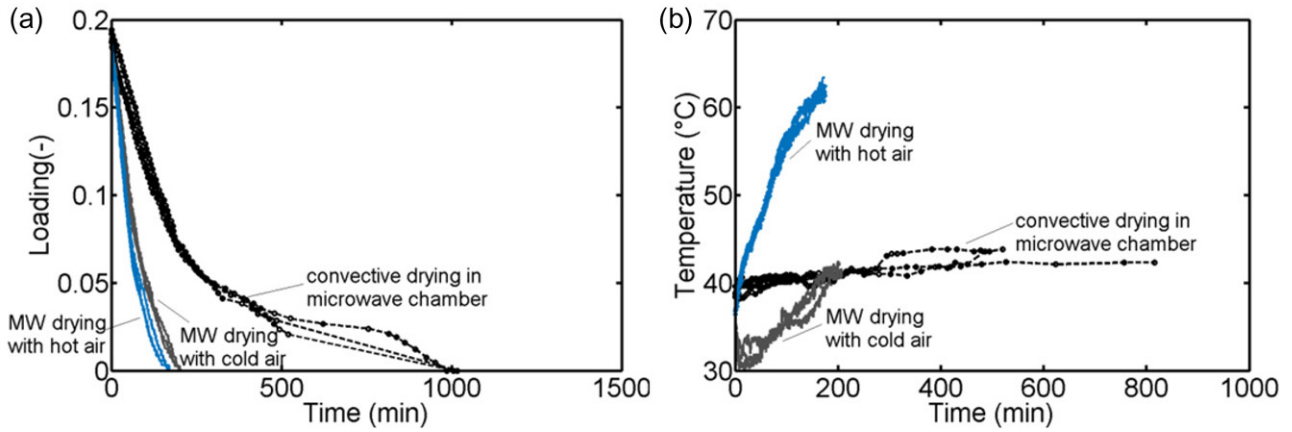 (a)
0.2
0.15
0.1
0.05
0
Loading(-)
convective drying in
microwave chamber
MW drying
with hot air
MW drying
with cold air
0
500
1000
1500
Time (min)
(b)
70
60
50
40
30
Temperature (°C)
MW drying
with hot air
convective drying in
microwave chamber
MW drying
with cold air
0
200
400
600
800
1000
Time (min)